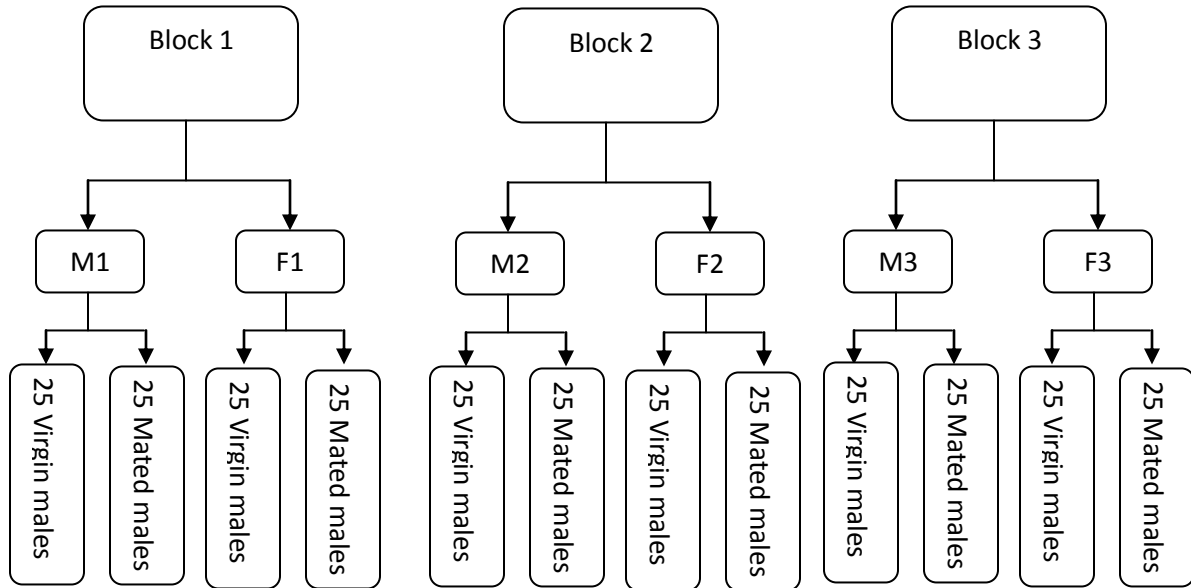 Block 1
Block 2
Block 3
M1
F1
M2
F2
M3
F3
25 Virgin males
25 Mated males
25 Virgin males
25 Mated males
25 Virgin males
25 Mated males
25 Virgin males
25 Mated males
25 Virgin males
25 Mated males
25 Virgin males
25 Mated males